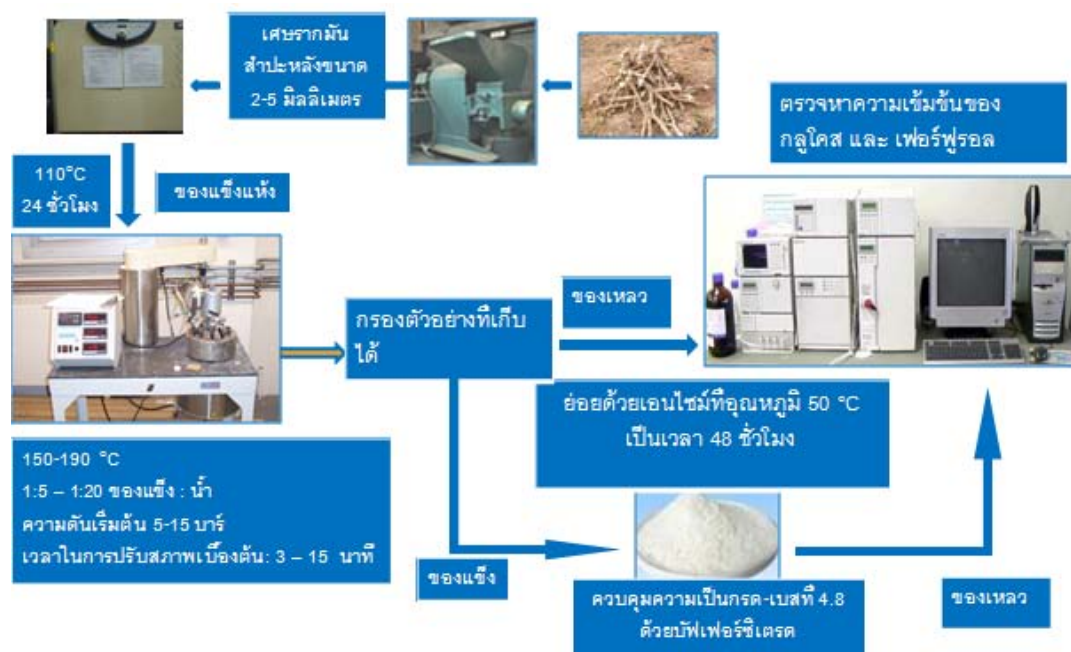 เศษรากมัน
สำปะหลังขนาด
2-5 มิลลิเมตร
ตรวจหาความเข้มข้นของ
กลูโคส และ เฟอร์ฟูรอล
110°C
24 ชั่วโมง
ของแข็งแห้ง
ของเหลว
กรองตัวอย่างที่เก็บ
ได้
ย่อยด้วยเอนไซม์ที่อุณหภูมิ 50 °C
เป็นเวลา 48 ชั่วโมง
150-190 °C
1:5 – 1:20 ของแข็ง : น้ำ
ความดันเริ่มต้น 5-15 บาร์
เวลาในการปรับสภาพเบื้องต้น: 3 – 15 นาที
ของแข็ง
ควบคุมความเป็นกรด-เบสที่ 4.8
ด้วยบัฟเฟอร์ซิเตรด
ของเหลว